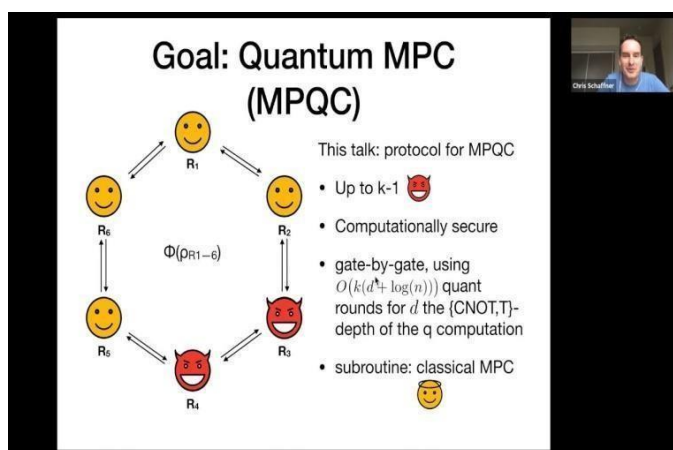 Goal: Quantum MPC
(MPQC)
Chris Schaffner
This talk: protocol for MPQC
R1
• Up to k-1
R6
R2
• Computationally secure
Φ(ρR1–6)
• gate-by-gate, using
O(k(d + log(n))) quant
rounds for d the {CNOT,T}-
depth of the q computation
R5
R3
• subroutine: classical MPC
R4